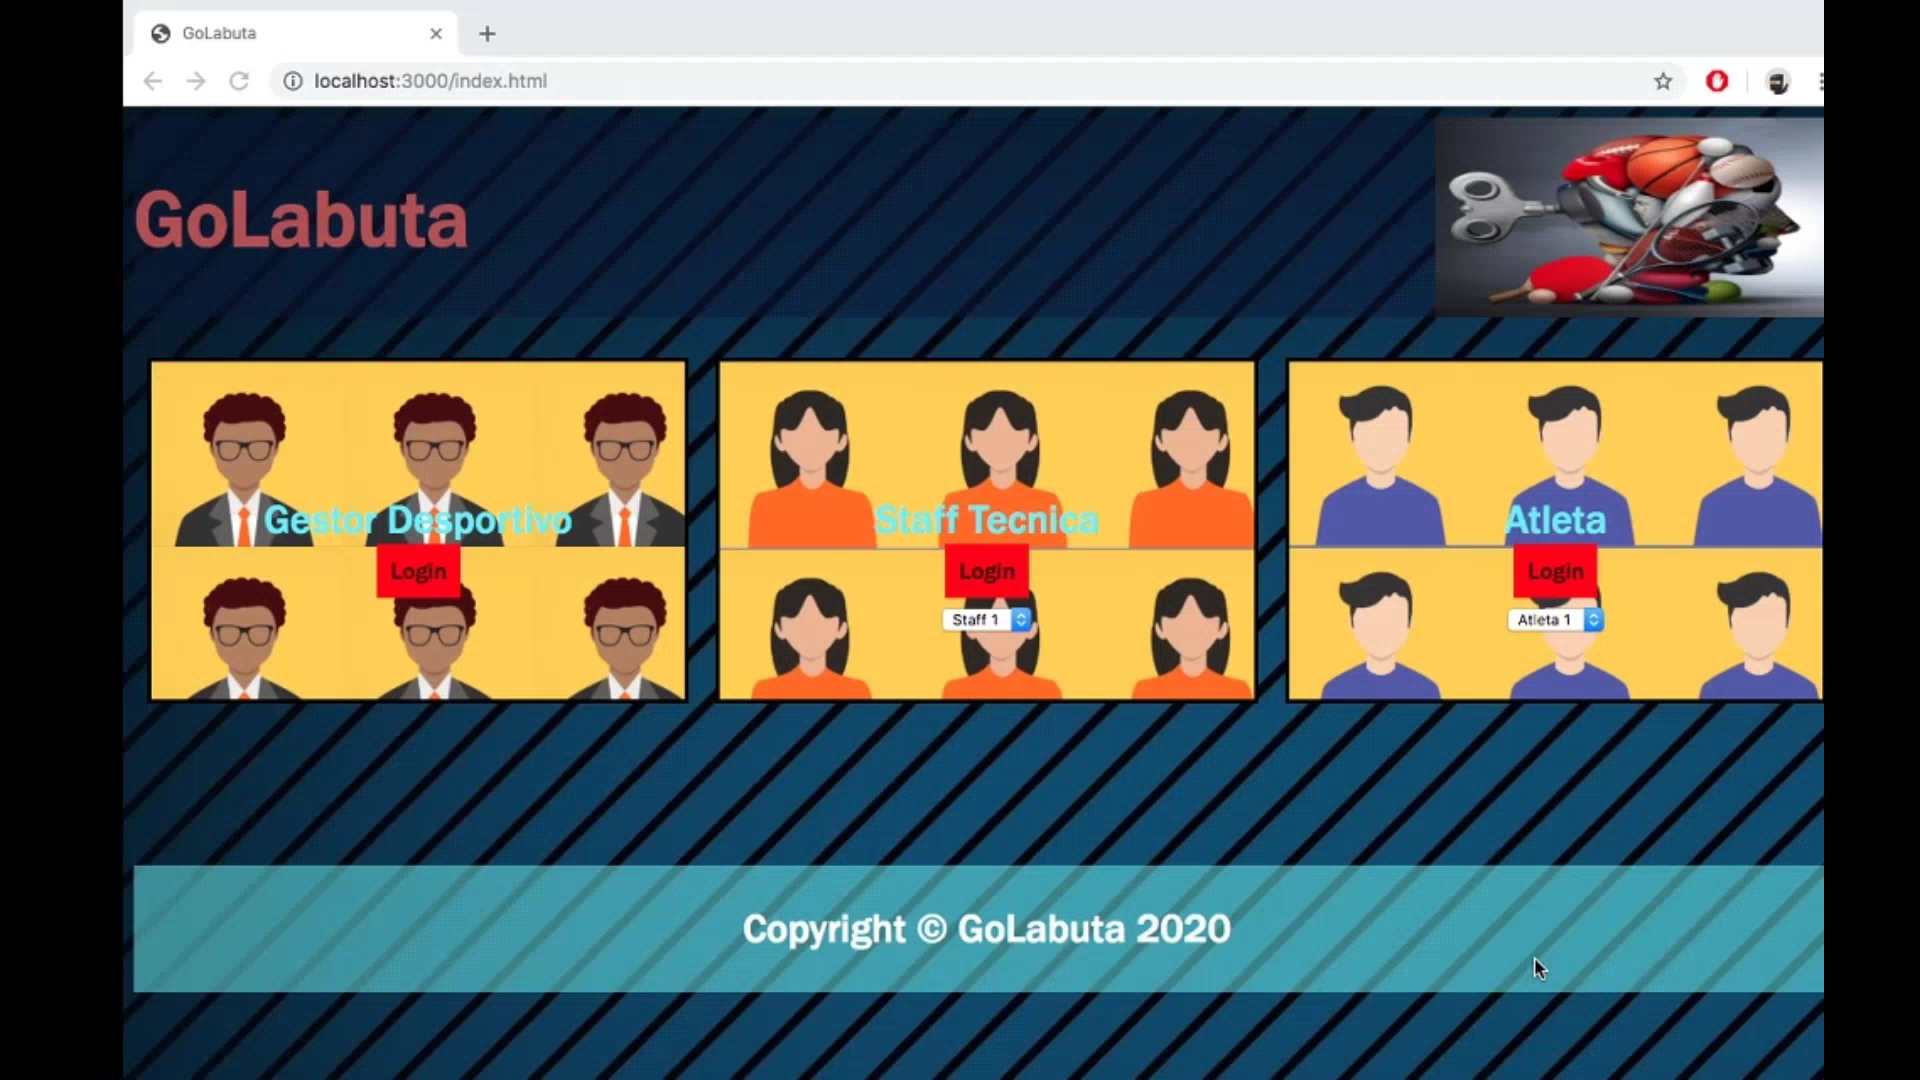 GoLabuta
localhost:3000/index.html
GoLabuta
Gestor Desportivo
Login
Staff Tecnica
Login
Staff 1
Atleta
Login
Atleta 1
Copyright © GoLabuta 2020